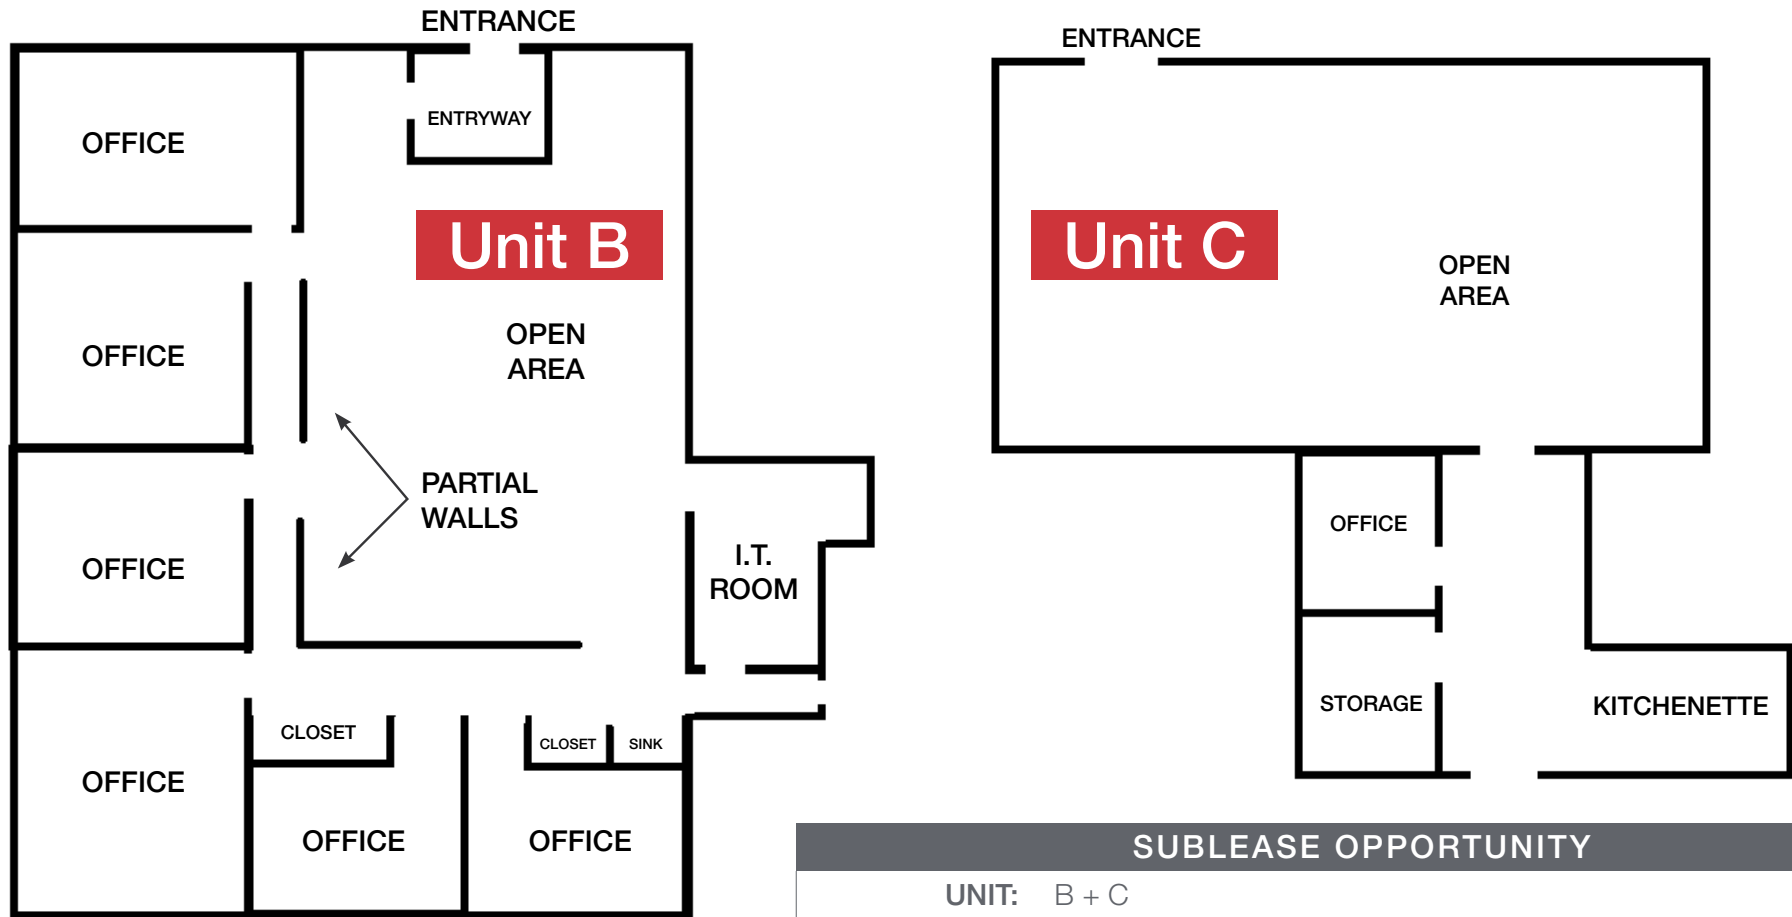 ENTRANCE
ENTRYWAY
OFFICE
Unit B
OFFICE
OPEN
AREA
PARTIAL
WALLS
OFFICE
I.T.
ROOM
CLOSET
CLOSET
SINK
OFFICE
OFFICE
OFFICE
ENTRANCE
Unit C
OPEN
AREA
OFFICE
STORAGE
KITCHENETTE
SUBLEASE OPPORTUNITY
UNIT: B + C